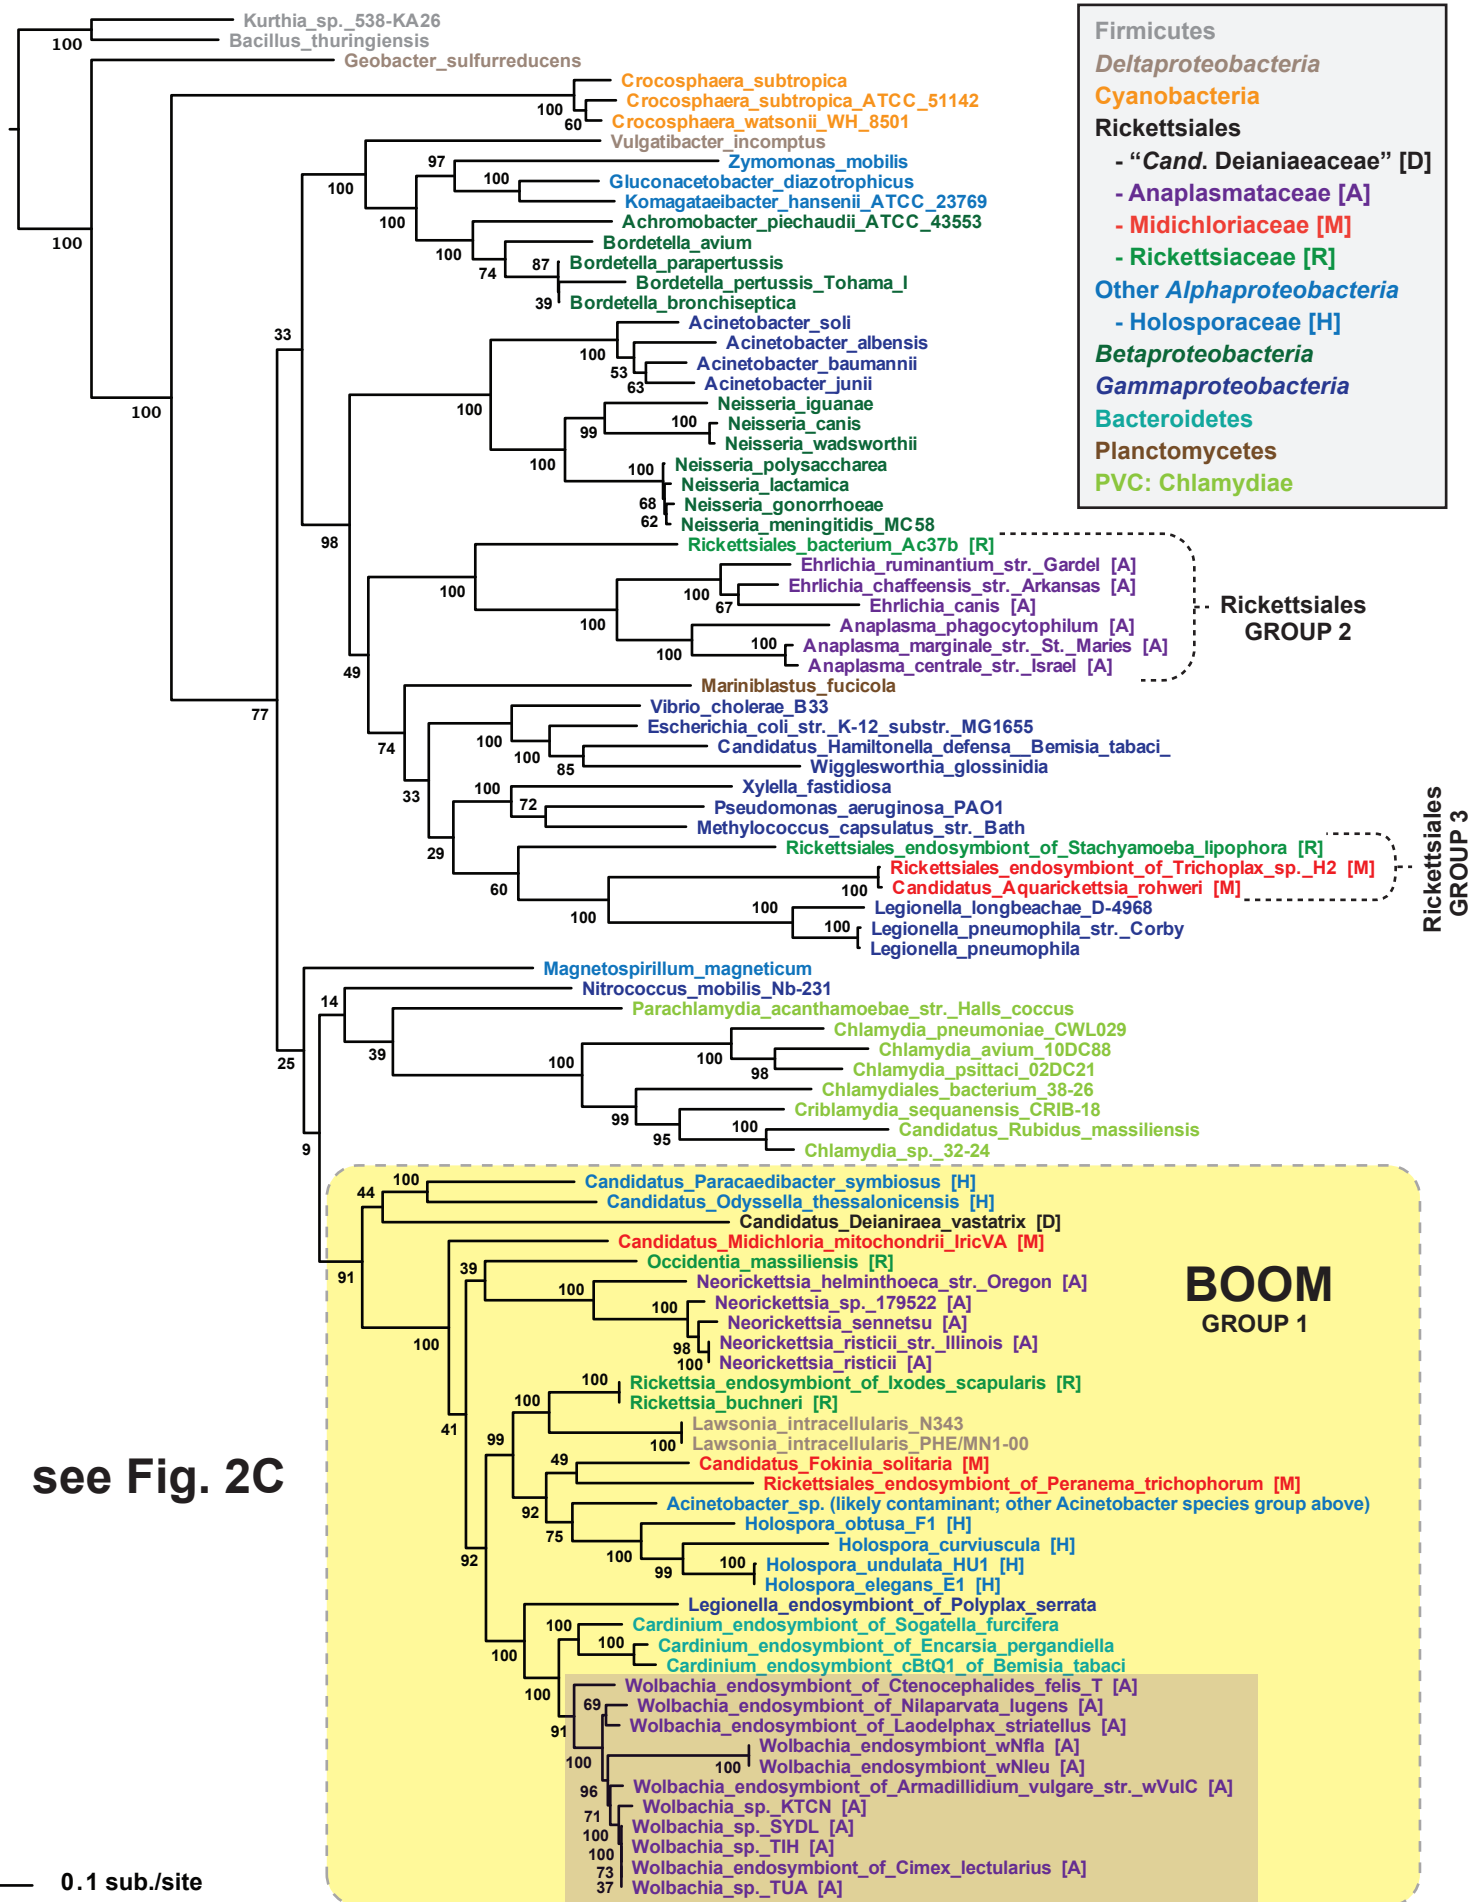 Kurthia_sp._538-KA26
100
Bacillus_thuringiensis
Geobacter_sulfurreducens
Crocosphaera_subtropica
100
Crocosphaera_subtropica_ATCC_51142
60
Crocosphaera_watsonii_WH_8501
Vulgatibacter_incomptus
97
Zymomonas_mobilis
100
100
Gluconacetobacter_diazotrophicus
Komagataeibacter_hansenii_ATCC_23769
100
Achromobacter_piechaudii_ATCC_43553
100
100
Bordetella_avium
74
87
Bordetella_parapertussis
Bordetella_pertussis_Tohama_I
39
Bordetella_bronchiseptica
33
Acinetobacter_soli
100
Acinetobacter_albensis
53
Acinetobacter_baumannii
63
Acinetobacter_junii
100
100
Neisseria_iguanae
99
100
Neisseria_canis
Neisseria_wadsworthii
100
100
Neisseria_polysaccharea
Neisseria_lactamica
68
Neisseria_gonorrhoeae
62
Neisseria_meningitidis_MC58
98
Rickettsiales_bacterium_Ac37b [R]
Ehrlichia_ruminantium_str._Gardel [A]
100
100
Ehrlichia_chaffeensis_str._Arkansas [A]
67
Ehrlichia_canis [A]
100
Anaplasma_phagocytophilum [A]
100
100
Anaplasma_marginale_str._St._Maries [A]
Anaplasma_centrale_str._Israel [A]
49
Rickettsiales
GROUP 2
Mariniblastus_fucicola
77
Vibrio_cholerae_B33
74
100
Escherichia_coli_str._K-12_substr._MG1655
100
Candidatus_Hamiltonella_defensa__Bemisia_tabaci_
85
Wigglesworthia_glossinidia
33
100
Xylella_fastidiosa
72
Pseudomonas_aeruginosa_PAO1
Methylococcus_capsulatus_str._Bath
29
Rickettsiales_endosymbiont_of_Stachyamoeba_lipophora [R]
60
Rickettsiales_endosymbiont_of_Trichoplax_sp._H2 [M]
100
Candidatus_Aquarickettsia_rohweri [M]
100
100
Legionella_longbeachae_D-4968
100
Legionella_pneumophila_str._Corby
Legionella_pneumophila
Rickettsiales
GROUP 3
Magnetospirillum_magneticum
14
Nitrococcus_mobilis_Nb-231
Parachlamydia_acanthamoebae_str._Halls_coccus
39
Chlamydia_pneumoniae_CWL029
100
100
Chlamydia_avium_10DC88
98
Chlamydia_psittaci_02DC21
25
Chlamydiales_bacterium_38-26
99
Criblamydia_sequanensis_CRIB-18
95
100
Candidatus_Rubidus_massiliensis
9
Chlamydia_sp._32-24
44
100
Candidatus_Paracaedibacter_symbiosus [H]
Candidatus_Odyssella_thessalonicensis [H]
Candidatus_Deianiraea_vastatrix [D]
Candidatus_Midichloria_mitochondrii_IricVA [M]
91
39
Occidentia_massiliensis [R]
100
Neorickettsia_helminthoeca_str._Oregon [A]
100
Neorickettsia_sp._179522 [A]
Neorickettsia_sennetsu [A]
100
98
Neorickettsia_risticii_str._Illinois [A]
100
Neorickettsia_risticii [A]
BOOM
GROUP 1
100
Rickettsia_endosymbiont_of_Ixodes_scapularis [R]
100
Rickettsia_buchneri [R]
41
99
Lawsonia_intracellularis_N343
100
Lawsonia_intracellularis_PHE/MN1-00
49
Candidatus_Fokinia_solitaria [M]
Rickettsiales_endosymbiont_of_Peranema_trichophorum [M]
92
Acinetobacter_sp. (likely contaminant; other Acinetobacter species group above)
75
Holospora_obtusa_F1 [H]
100
Holospora_curviuscula [H]
92
99
100
Holospora_undulata_HU1 [H]
Holospora_elegans_E1 [H]
Legionella_endosymbiont_of_Polyplax_serrata
100
100
Cardinium_endosymbiont_of_Sogatella_furcifera
100
Cardinium_endosymbiont_of_Encarsia_pergandiella
Cardinium_endosymbiont_cBtQ1_of_Bemisia_tabaci
100
Wolbachia_endosymbiont_of_Ctenocephalides_felis_T [A]
69
Wolbachia_endosymbiont_of_Nilaparvata_lugens [A]
91
Wolbachia_endosymbiont_of_Laodelphax_striatellus [A]
100
Wolbachia_endosymbiont_wNfla [A]
100
Wolbachia_endosymbiont_wNleu [A]
96
Wolbachia_endosymbiont_of_Armadillidium_vulgare_str._wVulC [A]
71
Wolbachia_sp._KTCN [A]
100
Wolbachia_sp._SYDL [A]
100
Wolbachia_sp._TIH [A]
73
Wolbachia_endosymbiont_of_Cimex_lectularius [A]
37
Wolbachia_sp._TUA [A]
see Fig. 2C
0.1 sub./site
Firmicutes
Deltaproteobacteria
Cyanobacteria
Rickettsiales
- “Cand. Deianiaeaceae” [D]
- Anaplasmataceae [A]
- Midichloriaceae [M]
- Rickettsiaceae [R]
Other Alphaproteobacteria
- Holosporaceae [H]
Betaproteobacteria
Gammaproteobacteria
Bacteroidetes
Planctomycetes
PVC: Chlamydiae